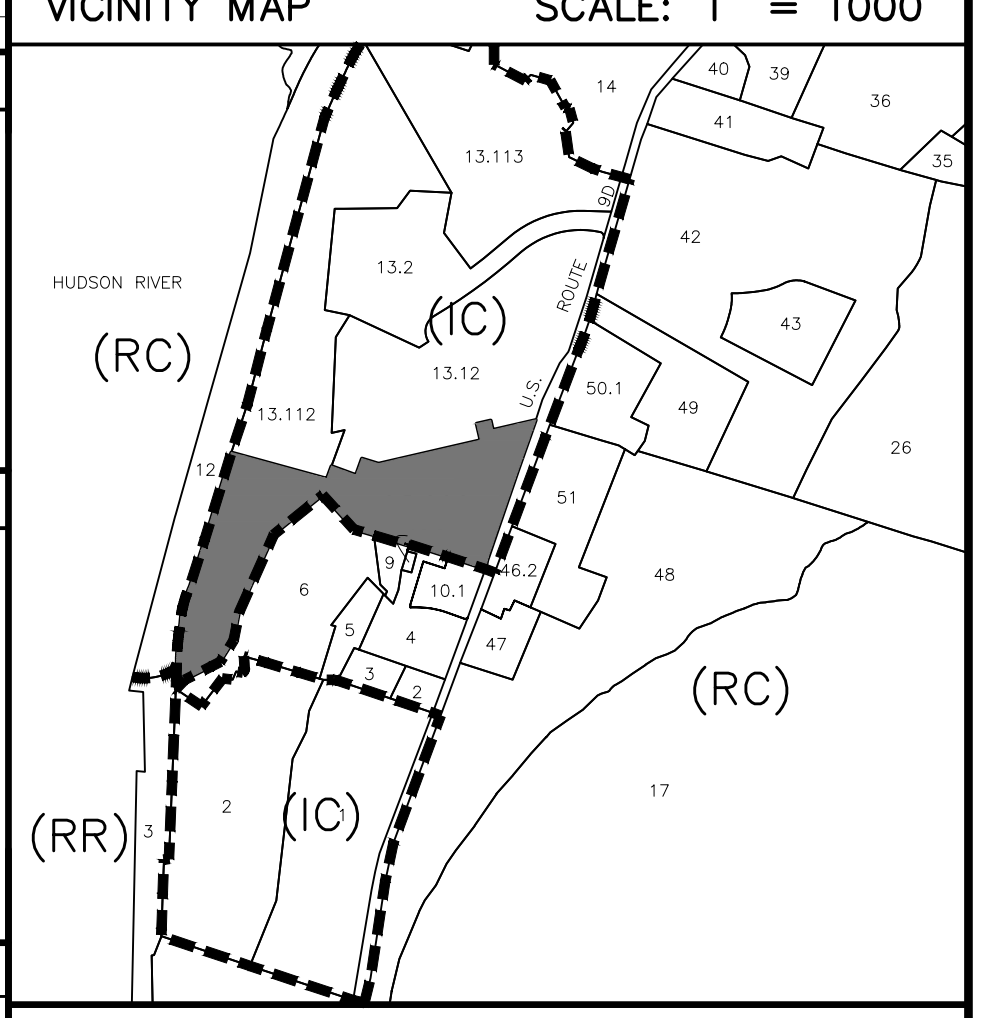 VICINITY MAP
SCALE: 1" = 1000
40
39
14
36
41
35
13.113
9D
42
13.2
HUDSON RIVER
ROUTE
(IC)
43
(RC)
13.12
U.S.
50.1
49
13.112
26
12
51
9
46.2
48
6
10.1
5
4
47
3
2
(RC)
17
2
(IC)
1
3
(RR)